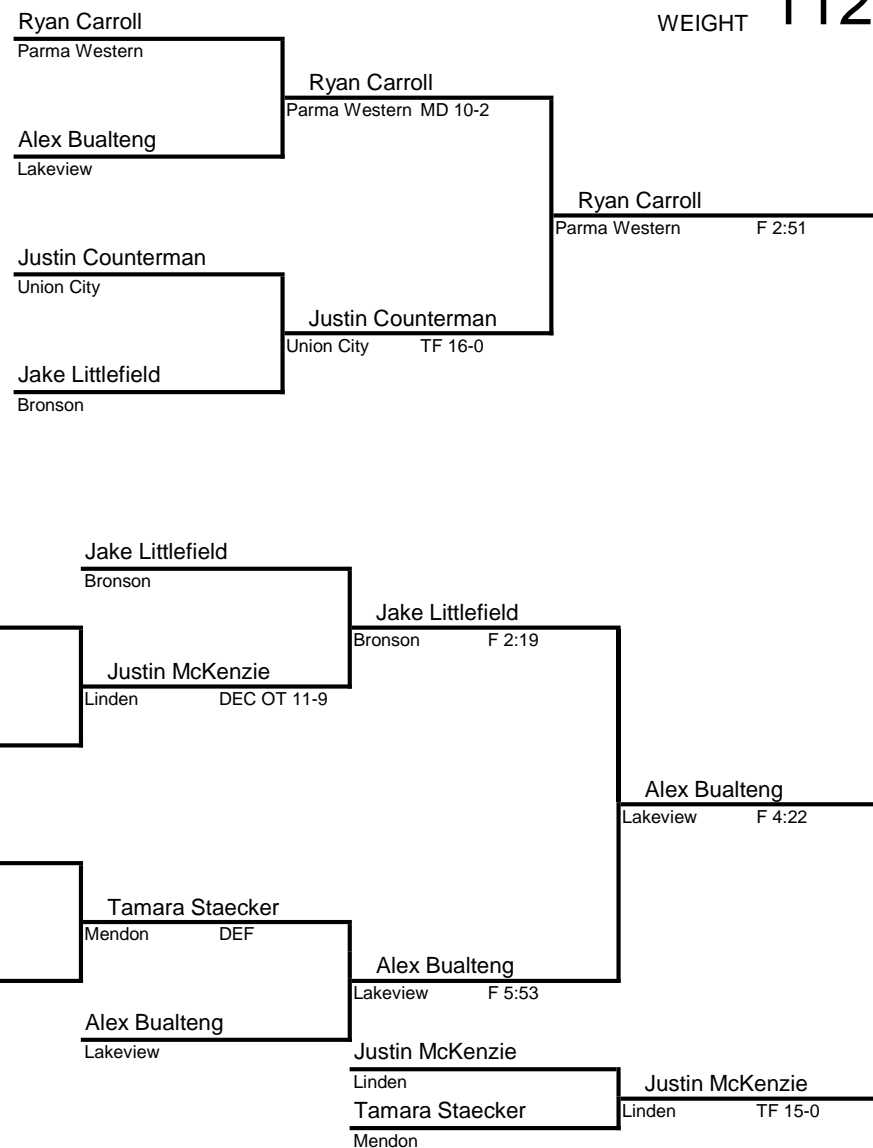 Ryan Carroll
WEIGHT 112
Parma Western
Ryan Carroll
Parma Western MD 10-2
Alex Bualteng
Lakeview
Ryan Carroll
Parma Western F 2:51
Justin Counterman
Union City
Justin Counterman
Union City TF 16-0
Jake Littlefield
Bronson
Jake Littlefield
Bronson
Jake Littlefield
Bronson F 2:19
Justin McKenzie
Linden DEC OT 11-9
Alex Bualteng
Lakeview F 4:22
Tamara Staecker
Mendon DEF
Alex Bualteng
Lakeview F 5:53
Alex Bualteng
Lakeview
Justin McKenzie
Linden
Justin McKenzie
Linden TF 15-0
Tamara Staecker
Mendon